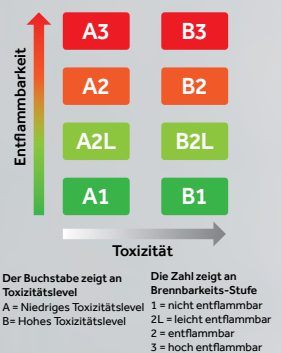 Entflammbarkeit
A3 B3
A2 B2
A2L B2L
A1 B1
Toxizität
Der Buchstabe zeigt an
Toxizitätslevel
A = Niedriges Toxizitätslevel
B= Hohes Toxizitätslevel
Die Zahl zeigt an
Brennbarkeits-Stufe
1 = nicht entflammbar
2L = leicht entflammbar
2 = entflammbar
3 = hoch entflammbar